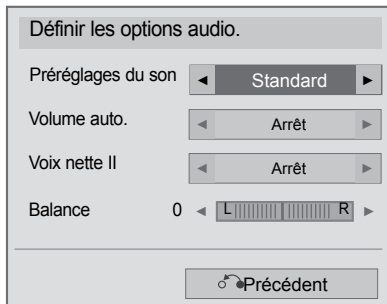 Définir les options audio.
Préréglages du son ◄ Standard ►
Volume auto. ◄ Arrêt ►
Voix nette II ◄ Arrêt ►
Balance 0 ◄ L R ►
Précédent